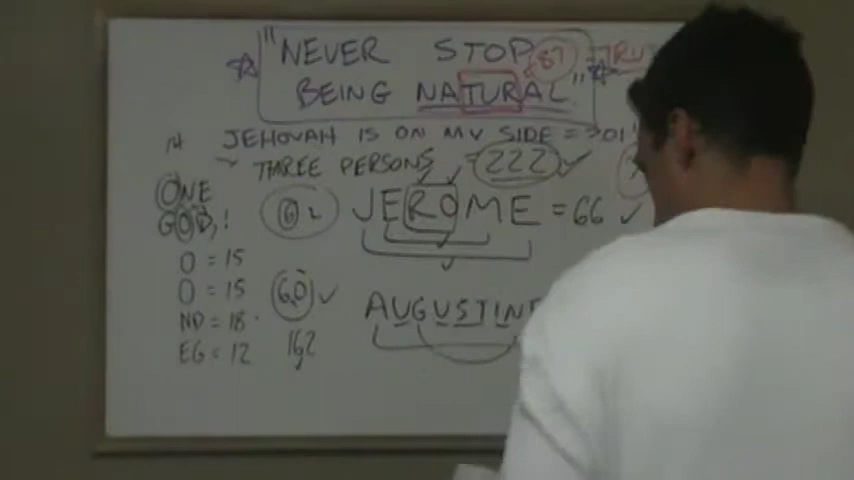 "NEVER STOP 87
BEING NATURAL"
JEHOVAH IS ON MY SIDE = 301
THREE PERSONS = 222 ✓
ONE
GOD,!
O = 15
O = 15
ND = 18
EG = 12
JEROME = 66 ✓
60 ✓
162
AUGUSTINE